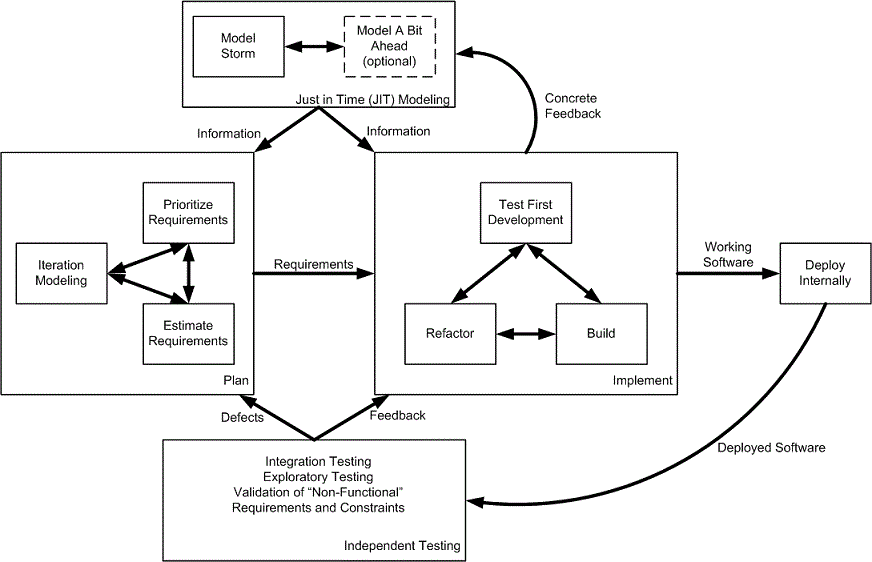 Model
Storm
Model A Bit
Ahead
(optional)
Just in Time (JIT) Modeling
Concrete
Feedback
Information
Information
Prioritize
Requirements
Iteration
Modeling
Estimate
Requirements
Plan
Requirements
Test First
Development
Refactor
Build
Implement
Working
Software
Deploy
Internally
Defects
Feedback
Deployed Software
Integration Testing
Exploratory Testing
Validation of “Non-Functional”
Requirements and Constraints
Independent Testing